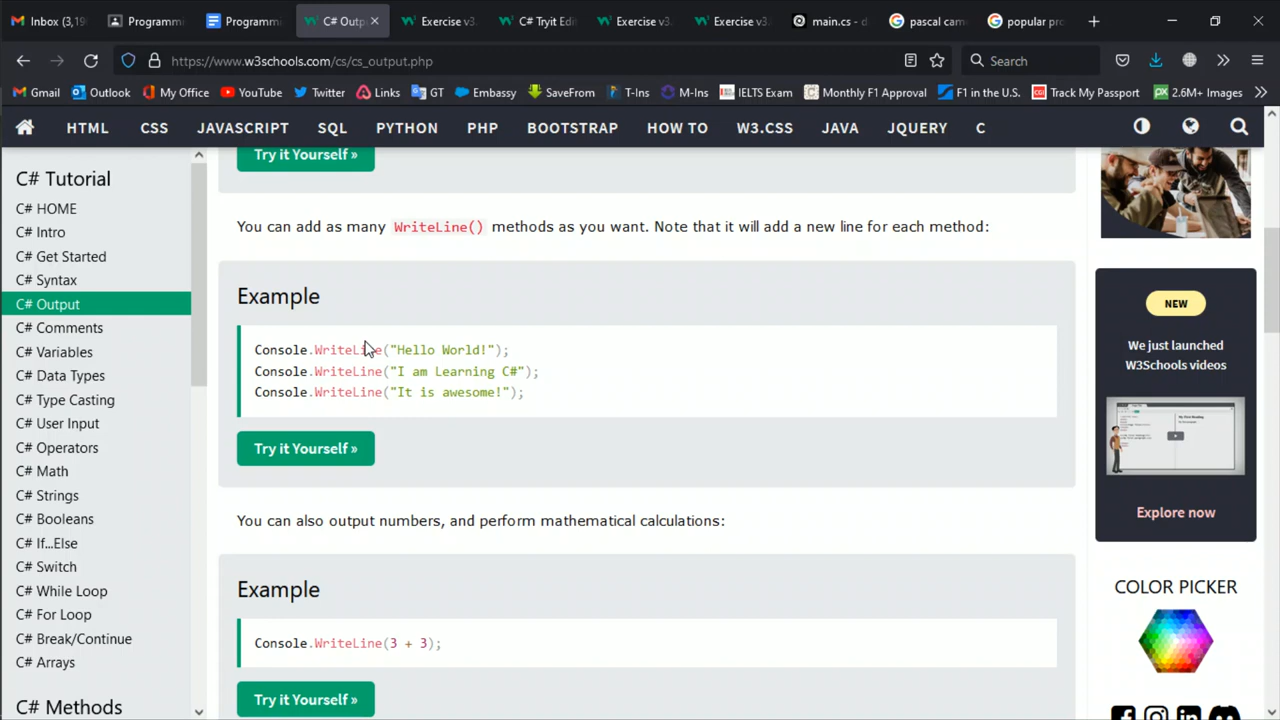 Inbox (3,19
Programmi
Programmi
C# Outp
Exercise v3.
C# Tryit Edi
Exercise v3.
Exercise v3.
main.cs - d
pascal cam
popular pro
https://www.w3schools.com/cs/cs_output.php
Search
Gmail
Outlook
My Office
YouTube
Twitter
Links
GT
Embassy
SaveFrom
T-Ins
M-Ins
IELTS Exam
Monthly F1 Approval
F1 in the U.S.
Track My Passport
2.6M+ Images
HTML
CSS
JAVASCRIPT
SQL
PYTHON
PHP
BOOTSTRAP
HOW TO
W3.CSS
JAVA
JQUERY
C
C# Tutorial
C# HOME
C# Intro
C# Get Started
C# Syntax
C# Output
C# Comments
C# Variables
C# Data Types
C# Type Casting
C# User Input
C# Operators
C# Math
C# Strings
C# Booleans
C# If...Else
C# Switch
C# While Loop
C# For Loop
C# Break/Continue
C# Arrays
C# Methods
Try it Yourself »
You can add as many WriteLine() methods as you want. Note that it will add a new line for each method:
Example
Console.WriteLine("Hello World!");
Console.WriteLine("I am Learning C#");
Console.WriteLine("It is awesome!");
Try it Yourself »
You can also output numbers, and perform mathematical calculations:
Example
Console.WriteLine(3 + 3);
Try it Yourself »
NEW
We just launched
W3Schools videos
Explore now
COLOR PICKER